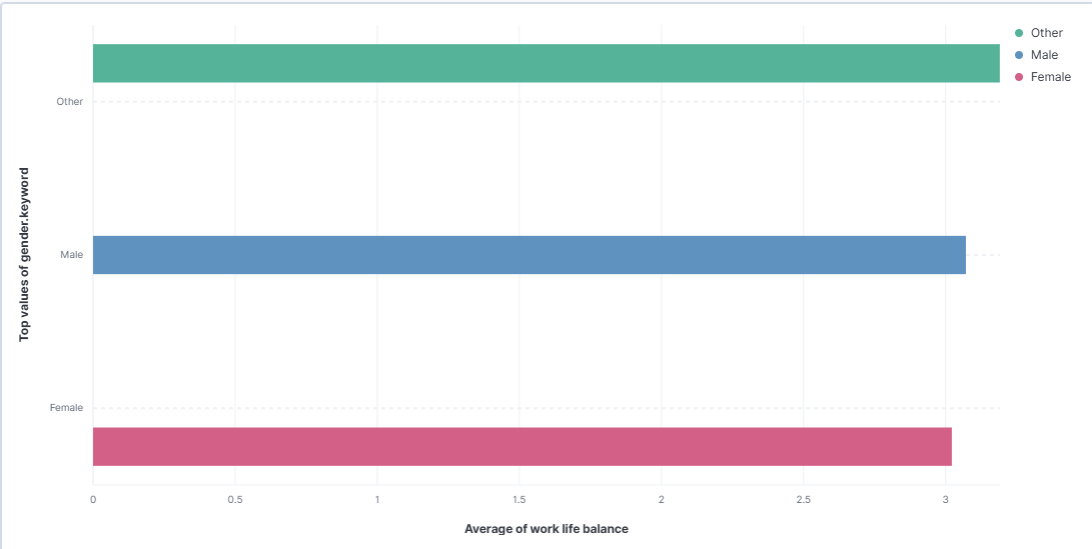 Other
Male
Female
Top values of gender.keyword
Other
Male
Female
0 0.5 1 1.5 2 2.5 3
Average of work life balance